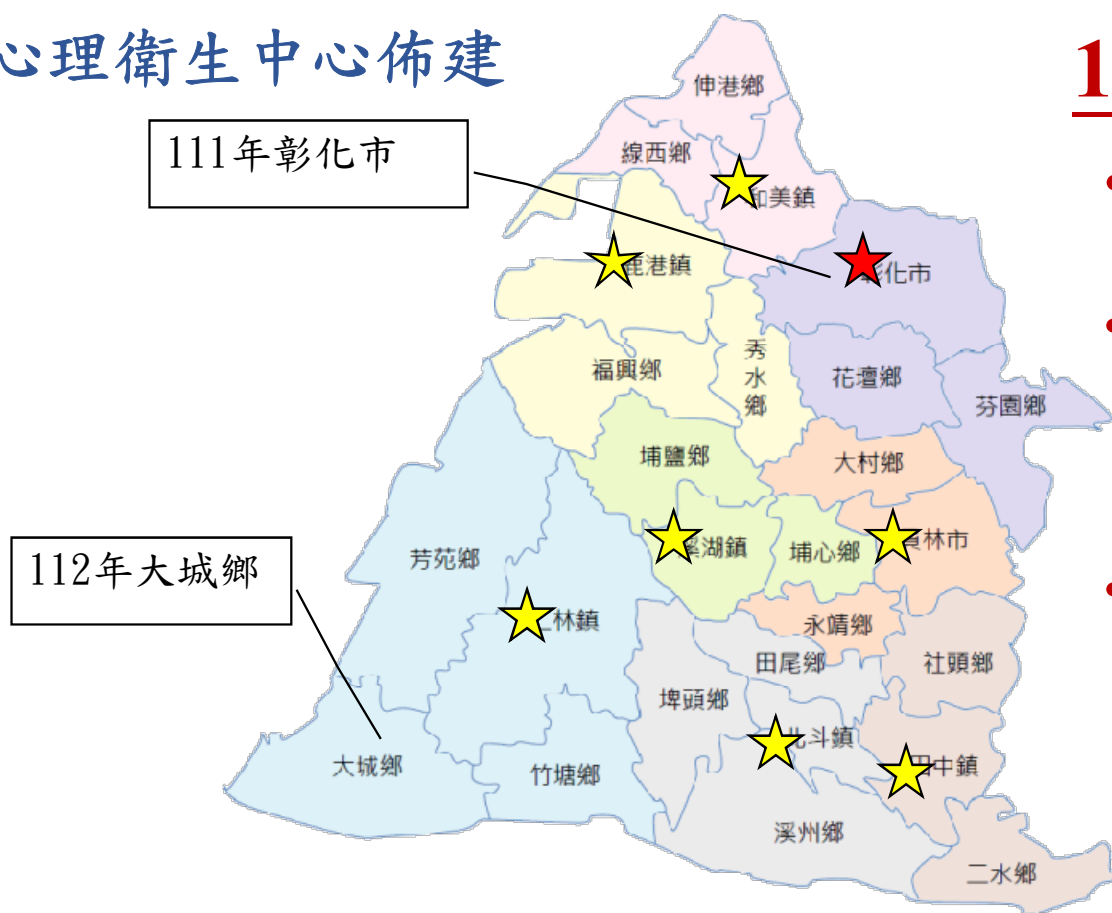 心理衛生中心佈建
1
111年彰化市
伸港鄉
線西鄉
和美鎮
鹿港鎮
彰化市
秀水鄉
福興鄉
花壇鄉
芬園鄉
埔鹽鄉
大村鄉
芳苑鄉
溪湖鎮
埔心鄉
員林市
112年大城鄉
林鎮
永靖鄉
田尾鄉
社頭鄉
埤頭鄉
北斗鎮
大城鄉
竹塘鄉
田中鎮
溪州鄉
二水鄉